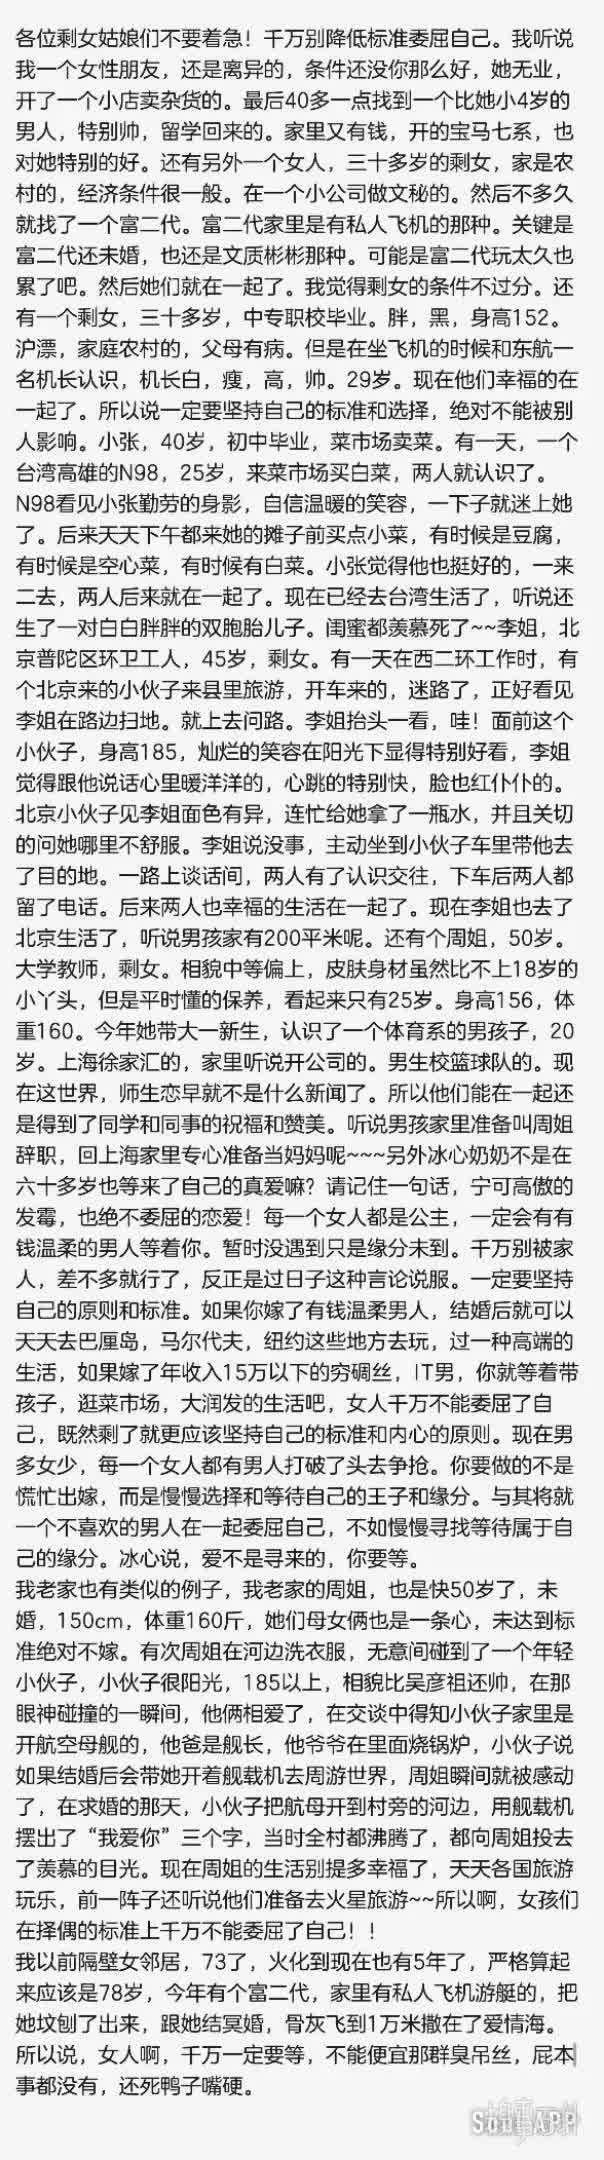 各位剩女姑娘们不要着急！千万别降低标准委屈自己。我听说
我一个女性朋友，还是离异的，条件还没你那么好，她无业，
开了一个小店卖杂货的。最后40多一点找到一个比她小4岁的
男人，特别帅，留学回来的。家里又有钱，开的宝马七系，也
对她特别的好。还有另外一个女人，三十多岁的剩女，家是农
村的，经济条件很一般。在一个小公司做文秘的。然后不多久
就找了一个富二代。富二代家里是有私人飞机的那种。关键是
富二代还未婚，也还是文质彬彬那种。可能是富二代玩太久也
累了吧。然后她们就在一起了。我觉得剩女的条件不过分。还
有一个剩女，三十多岁，中专职校毕业。胖，黑，身高152。
沪漂，家庭农村的，父母有病。但是在坐飞机的时候和东航一
名机长认识，机长白，瘦，高，帅。29岁。现在他们幸福的在
一起了。所以说一定要坚持自己的标准和选择，绝对不能被别
人影响。小张，40岁，初中毕业，菜市场卖菜。有一天，一个
台湾高雄的N98，25岁，来菜市场买白菜，两人就认识了。
N98看见小张勤劳的身影，自信温暖的笑容，一下子就迷上她
了。后来天天下午都来她的摊子前买点小菜，有时候是豆腐，
有时候是空心菜，有时候有白菜。小张觉得他也挺好的，一来
二去，两人后来就在一起了。现在已经去台湾生活了，听说还
生了一对白白胖胖的双胞胎儿子。闺蜜都羡慕死了~~李姐，北
京普陀区环卫工人，45岁，剩女。有一天在西二环工作时，有
个北京来的小伙子来县里旅游，开车来的，迷路了，正好看见
李姐在路边扫地。就上去问路。李姐抬头一看，哇！面前这个
小伙子，身高185，灿烂的笑容在阳光下显得特别好看，李姐
觉得跟他说话心里暖洋洋的，心跳的特别快，脸也红仆仆的。
北京小伙子见李姐面色有异，连忙给她拿了一瓶水，并且关切
的问她哪里不舒服。李姐说没事，主动坐到小伙子车里带他去
了目的地。一路上谈话间，两人有了认识交往，下车后两人都
留了电话。后来两人也幸福的生活在一起了。现在李姐也去了
北京生活了，听说男孩家有200平米呢。还有个周姐，50岁。
大学教师，剩女。相貌中等偏上，皮肤身材虽然比不上18岁的
小丫头，但是平时懂的保养，看起来只有25岁。身高156，体
重160。今年她带大一新生，认识了一个体育系的男孩子，20
岁。上海徐家汇的，家里听说开公司的。男生校篮球队的。现
在这世界，师生恋早就不是什么新闻了。所以他们能在一起还
是得到了同学和同事的祝福和赞美。听说男孩家里准备叫周姐
辞职，回上海家里专心准备当妈妈呢~~~另外冰心奶奶不是在
六十多岁也等来了自己的真爱嘛？请记住一句话，宁可高傲的
发霉，也绝不委屈的恋爱！每一个女人都是公主，一定会有有
钱温柔的男人等着你。暂时没遇到只是缘分未到。千万别被家
人，差不多就行了，反正是过日子这种言论说服。一定要坚持
自己的原则和标准。如果你嫁了有钱温柔男人，结婚后就可以
天天去巴厘岛，马尔代夫，纽约这些地方去玩，过一种高端的
生活，如果嫁了年收入15万以下的穷碉丝，IT男，你就等着带
孩子，逛菜市场，大润发的生活吧，女人千万不能委屈了自
己，既然剩了就更应该坚持自己的标准和内心的原则。现在男
多女少，每一个女人都有男人打破了头去争抢。你要做的不是
慌忙出嫁，而是慢慢选择和等待自己的王子和缘分。与其将就
一个不喜欢的男人在一起委屈自己，不如慢慢寻找等待属于自
己的缘分。冰心说，爱不是寻来的，你要等。
我老家也有类似的例子，我老家的周姐，也是快50岁了，未
婚，150cm，体重160斤，她们母女俩也是一条心，未达到标
准绝对不嫁。有次周姐在河边洗衣服，无意间碰到了一个年轻
小伙子，小伙子很阳光，185以上，相貌比吴彦祖还帅，在那
眼神碰撞的一瞬间，他俩相爱了，在交谈中得知小伙子家里是
开航空母舰的，他爸是舰长，他爷爷在里面烧锅炉，小伙子说
如果结婚后会带她开着舰载机去周游世界，周姐瞬间就被感动
了，在求婚的那天，小伙子把航母开到村旁的河边，用舰载机
摆出了“我爱你”三个字，当时全村都沸腾了，都向周姐投去
了羡慕的目光。现在周姐的生活别提多幸福了，天天各国旅游
玩乐，前一阵子还听说他们准备去火星旅游~~所以啊，女孩们
在择偶的标准上千万不能委屈了自己！！
我以前隔壁女邻居，73了，火化到现在也有5年了，严格算起
来应该是78岁，今年有个富二代，家里有私人飞机游艇的，把
她坟刨了出来，跟她结冥婚，骨灰飞到1万米撒在了爱情海。
所以说，女人啊，千万一定要等，不能便宜那群臭吊丝，屁本
事都没有，还死鸭子嘴硬。